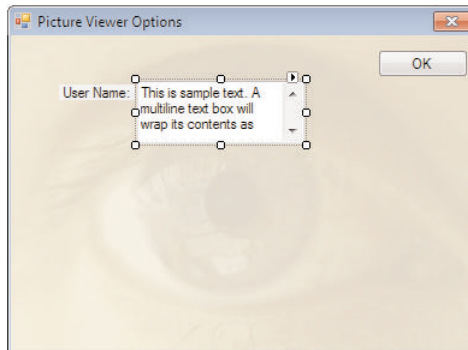 Picture Viewer Options
OK
User Name: This is sample text. A
multiline text box will
wrap its contents as